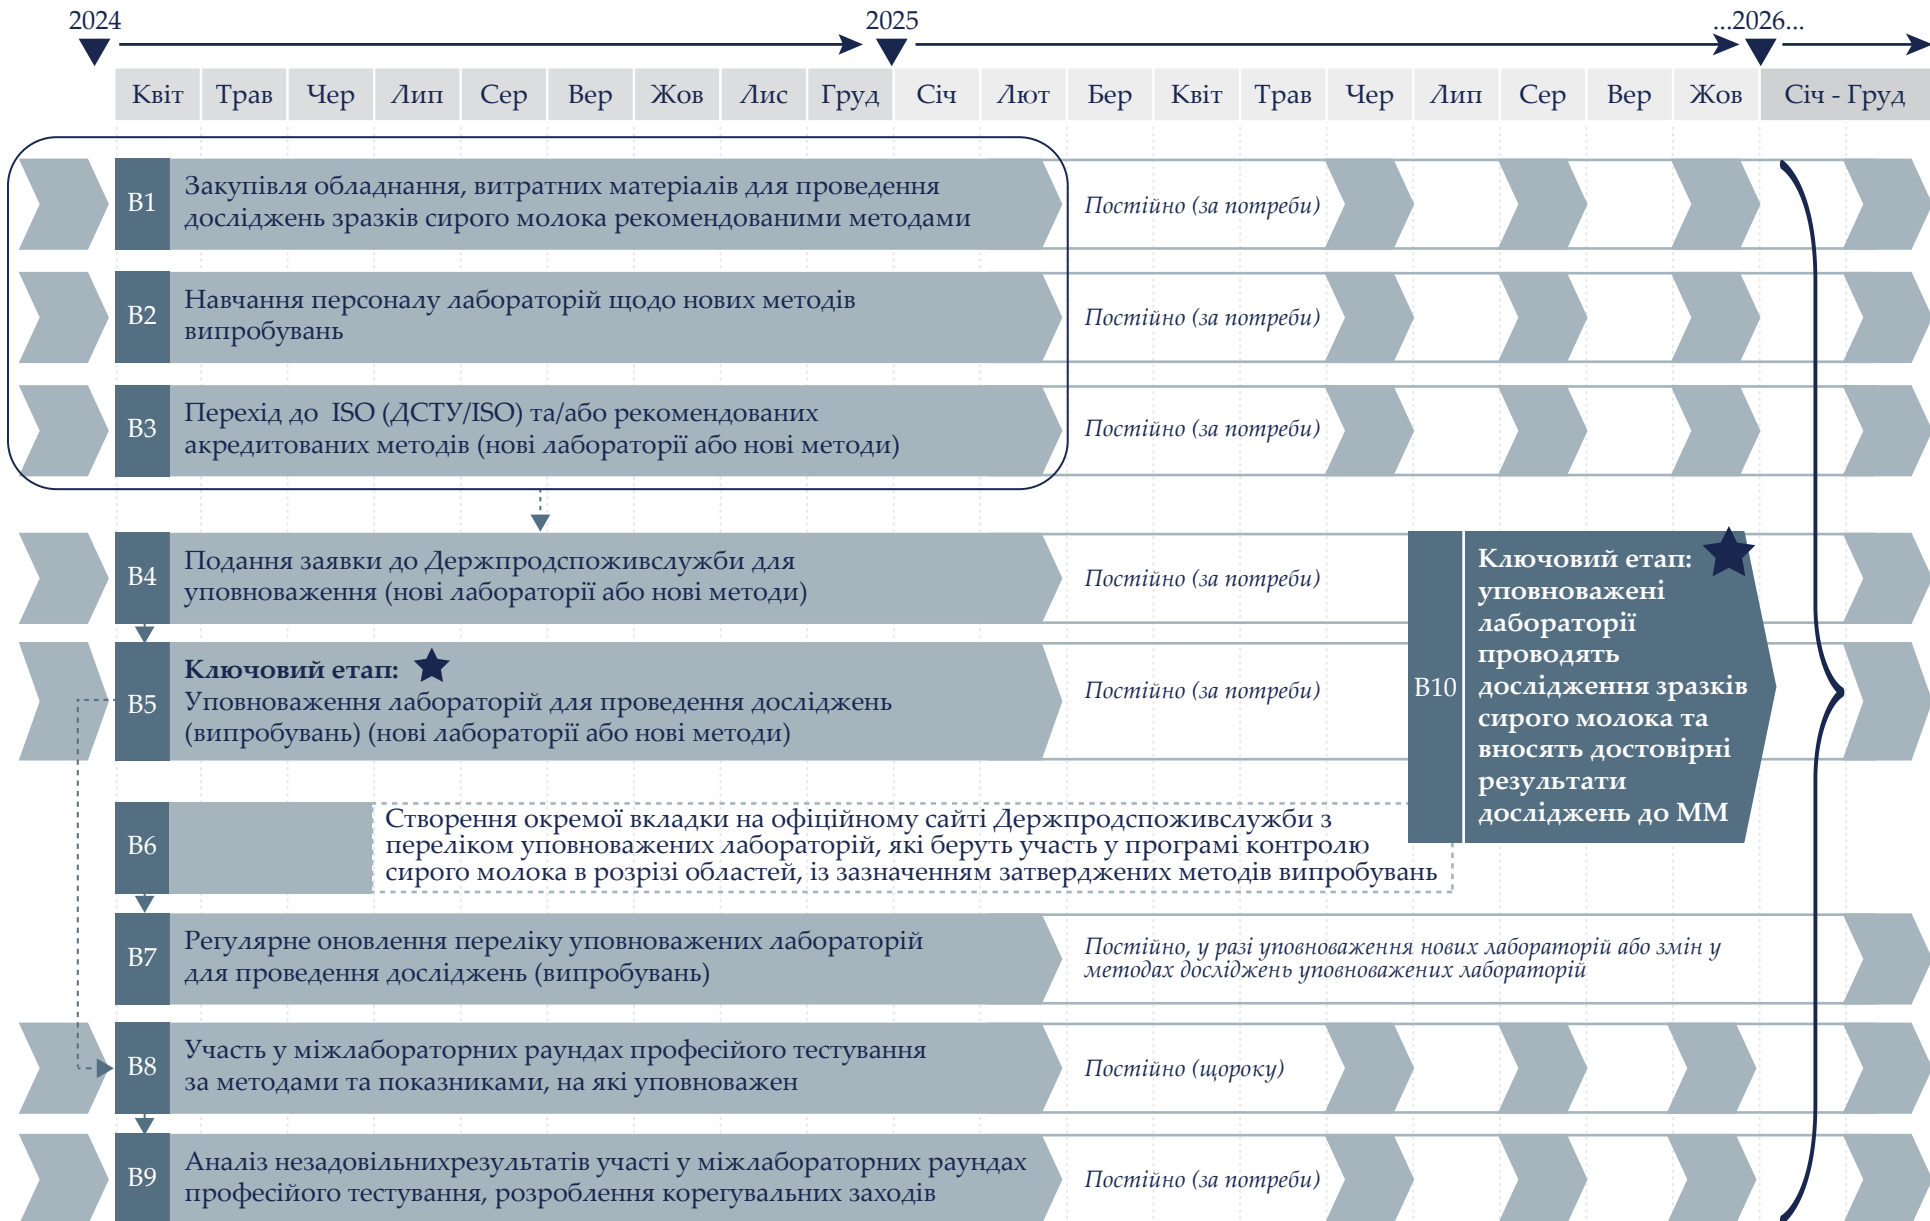 2024
2025
...2026...
Квіт Трав Чер Лип Сер Вер Жов Лис Груд Січ Лют Бер Квіт Трав Чер Лип Сер Вер Жов Січ - Груд
В1
Закупівля обладнання, витратних матеріалів для проведення
досліджень зразків сирого молока рекомендованими методами
Постійно (за потреби)
В2
Навчання персоналу лабораторій щодо нових методів
випробувань
Постійно (за потреби)
В3
Перехід до ISO (ДСТУ/ISO) та/або рекомендованих
акредитованих методів (нові лабораторії або нові методи)
Постійно (за потреби)
В4
Подання заявки до Держпродспоживслужби для
уповноваження (нові лабораторії або нові методи)
Постійно (за потреби)
В5
Ключовий етап:
Уповноваження лабораторій для проведення досліджень
(випробувань) (нові лабораторії або нові методи)
Постійно (за потреби)
В10
Ключовий етап:
уповноважені
лабораторії
проводять
дослідження зразків
сирого молока та
вносять достовірні
результати
досліджень до ММ
В6
Створення окремої вкладки на офіційному сайті Держпродспоживслужби з
переліком уповноважених лабораторій, які беруть участь у програмі контролю
сирого молока в розрізі областей, із зазначенням затверджених методів випробувань
В7
Регулярне оновлення переліку уповноважених лабораторій
для проведення досліджень (випробувань)
Постійно, у разі уповноваження нових лабораторій або змін у
методах досліджень уповноважених лабораторій
В8
Участь у міжлабораторних раундах професійого тестування
за методами та показниками, на які уповноважен
Постійно (щороку)
В9
Аналіз незадовільнихрезультатів участі у міжлабораторних раундах
професійого тестування, розроблення корегувальних заходів
Постійно (за потреби)